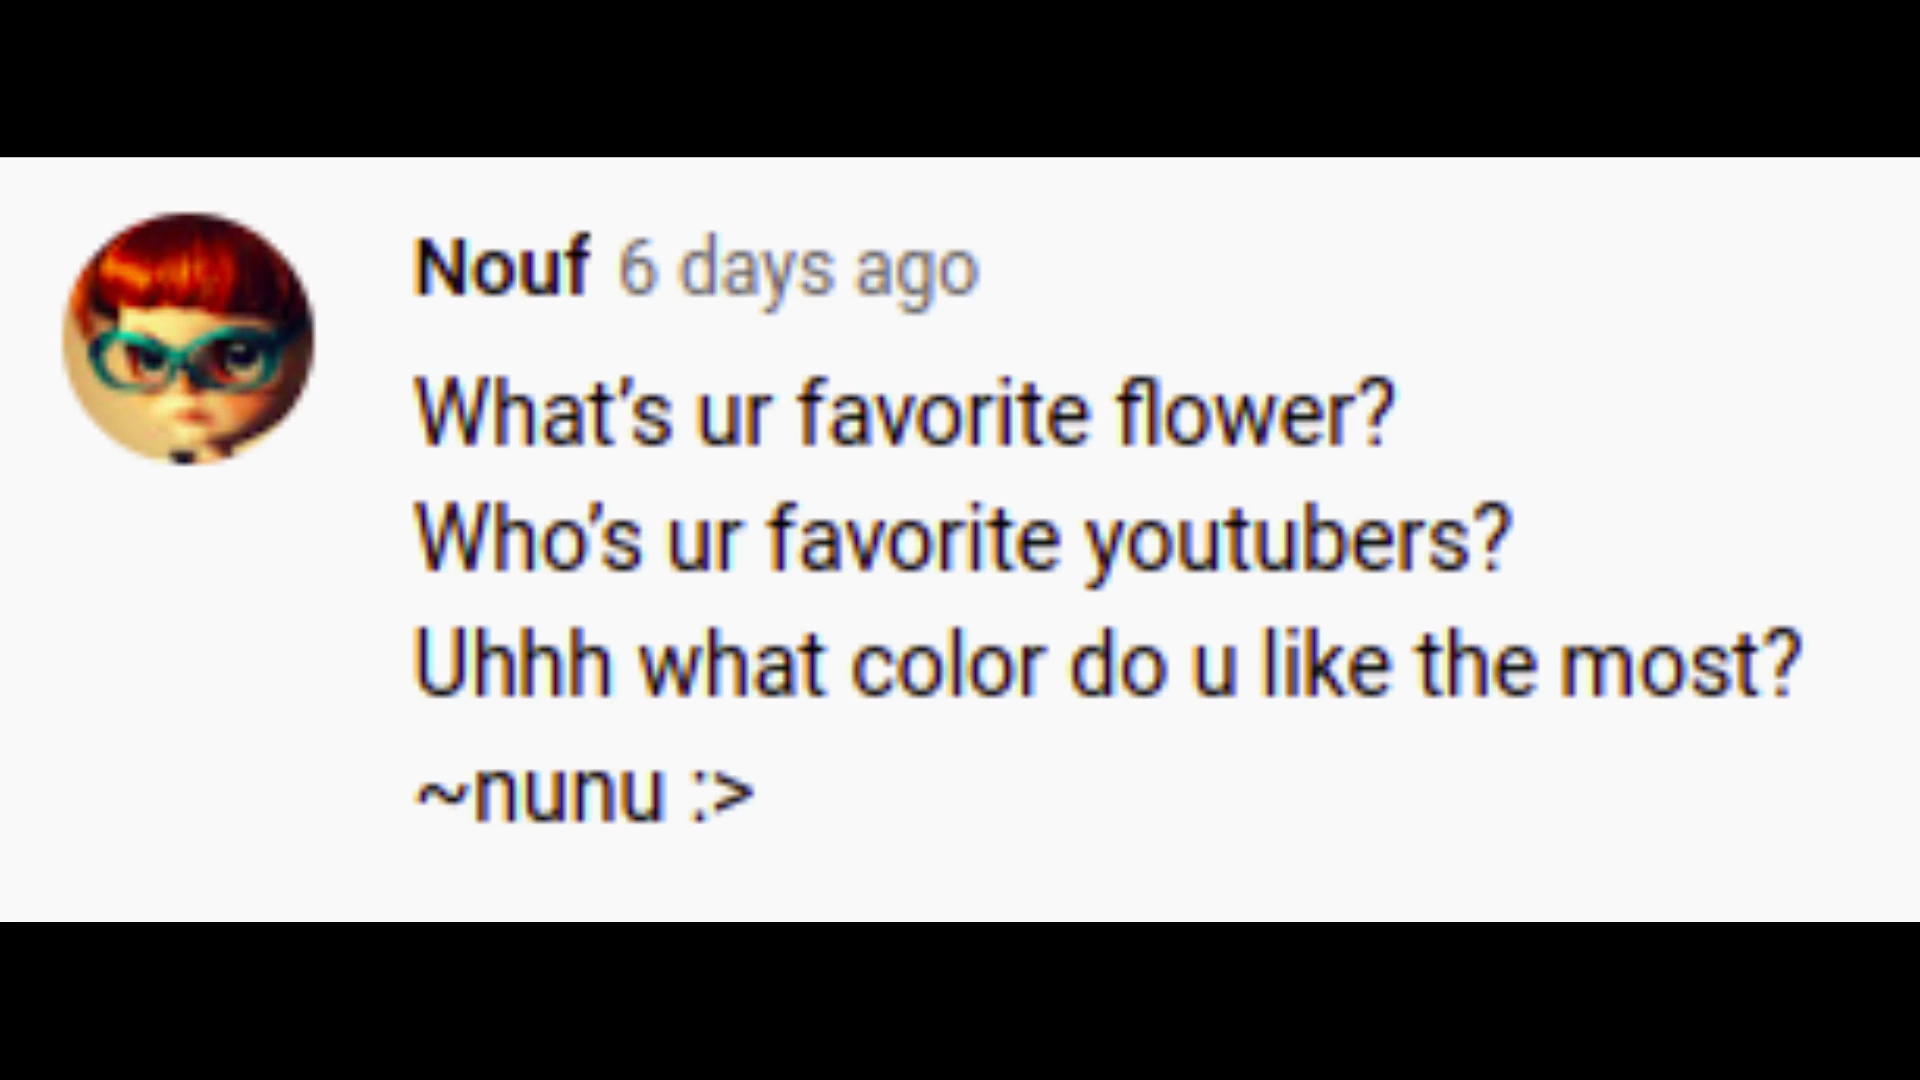 Nouf 6 days ago
What’s ur favorite flower?
Who’s ur favorite youtubers?
Uhhh what color do u like the most?
~nunu :>